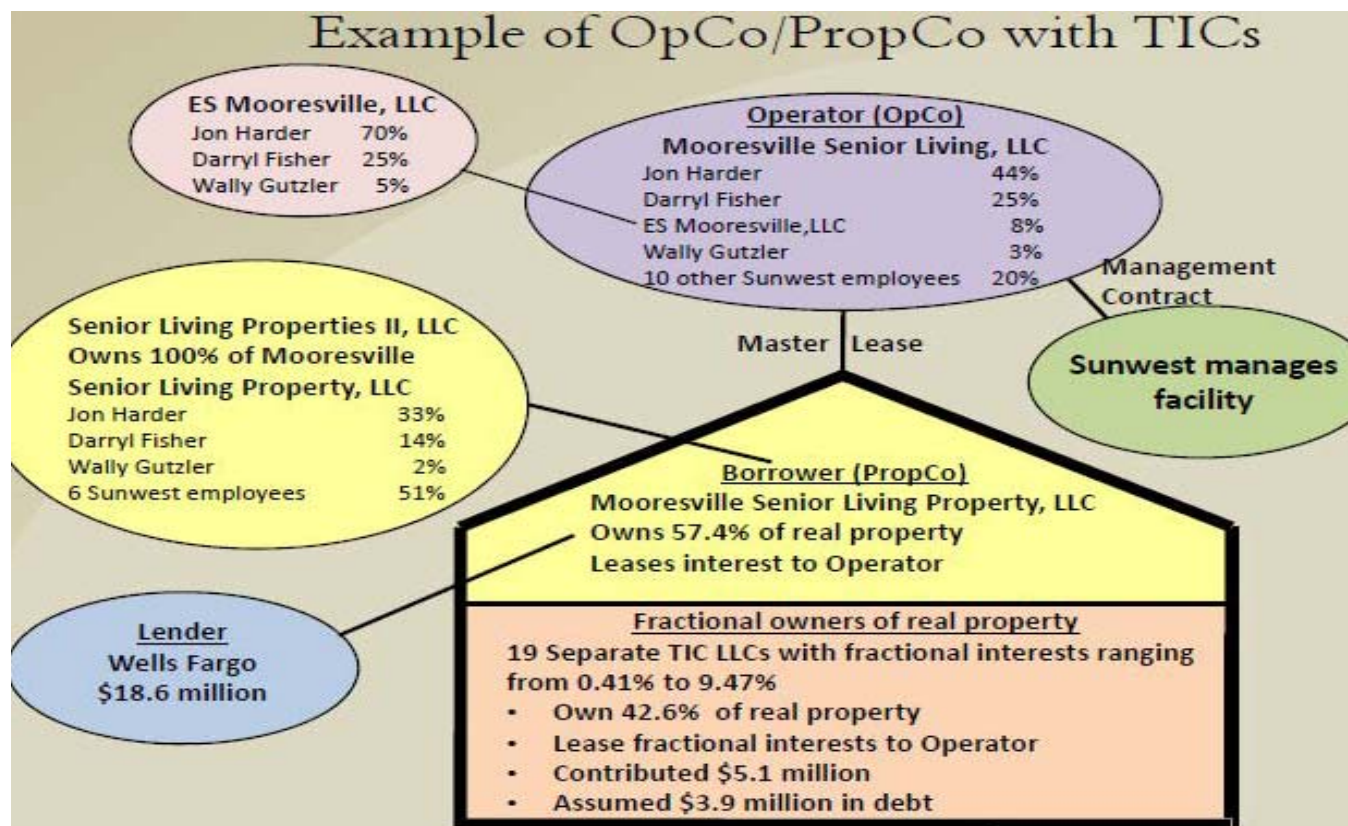 Example of OpCo/PropCo with TICs
ES Mooresville, LLC
Jon Harder 70%
Darryl Fisher 25%
Wally Gutzler 5%
Operator (OpCo)
Mooresville Senior Living, LLC
Jon Harder 44%
Darryl Fisher 25%
ES Mooresville,LLC 8%
Wally Gutzler 3%
10 other Sunwest employees 20%
Management
Contract
Sunwest manages
facility
Master Lease
Senior Living Properties II, LLC
Owns 100% of Mooresville
Senior Living Property, LLC
Jon Harder 33%
Darryl Fisher 14%
Wally Gutzler 2%
6 Sunwest employees 51%
Borrower (PropCo)
Mooresville Senior Living Property, LLC
Owns 57.4% of real property
Leases interest to Operator
Lender
Wells Fargo
$18.6 million
Fractional owners of real property
19 Separate TIC LLCs with fractional interests ranging
from 0.41% to 9.47%
• Own 42.6% of real property
• Lease fractional interests to Operator
• Contributed $5.1 million
• Assumed $3.9 million in debt